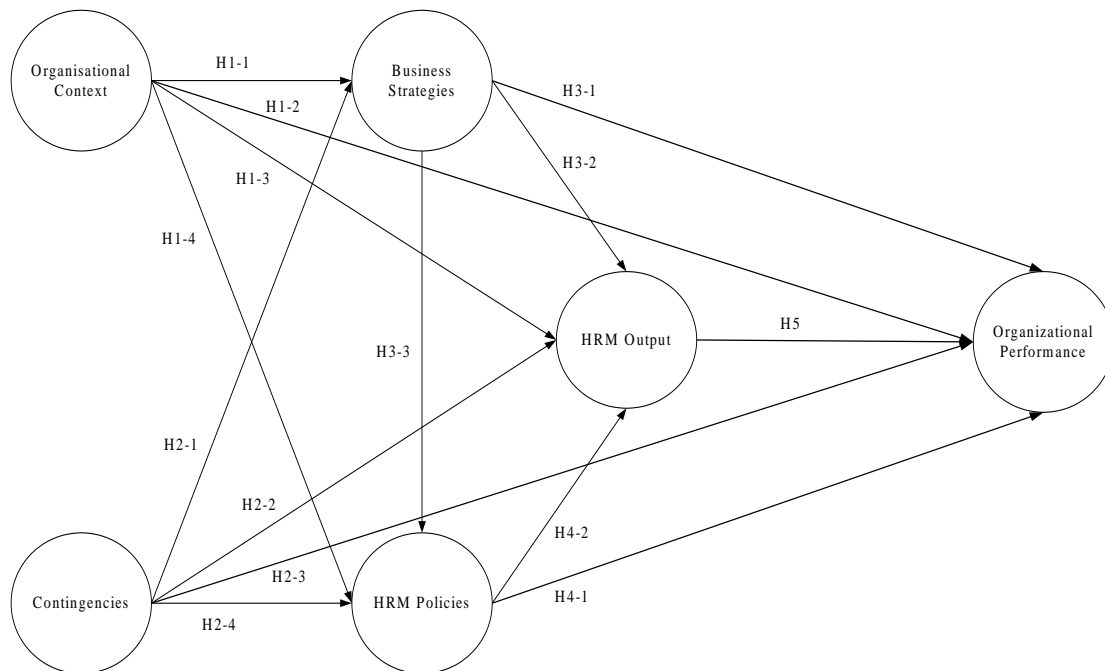 Organisational
Context
H1-1
Business
Strategies
H1-2
H3-1
H3-2
H1-3
H1-4
HRM Output
H5
Organizational
Performance
H3-3
H2-1
H2-2
H4-2
Contingencies
H2-3
HRM Policies
H4-1
H2-4